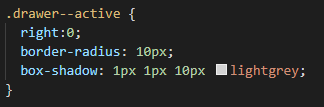 .drawer--active {
  right:0;
  border-radius: 10px;
  box-shadow: 1px 1px 10px lightgrey;
}